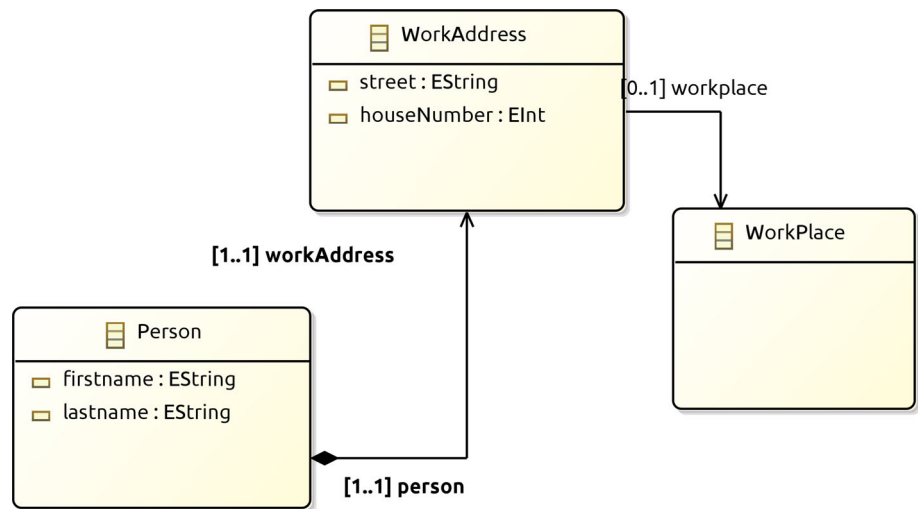 WorkAddress
street : EString
houseNumber : EInt
[0..1] workplace
WorkPlace
[1..1] workAddress
Person
firstname : EString
lastname : EString
[1..1] person